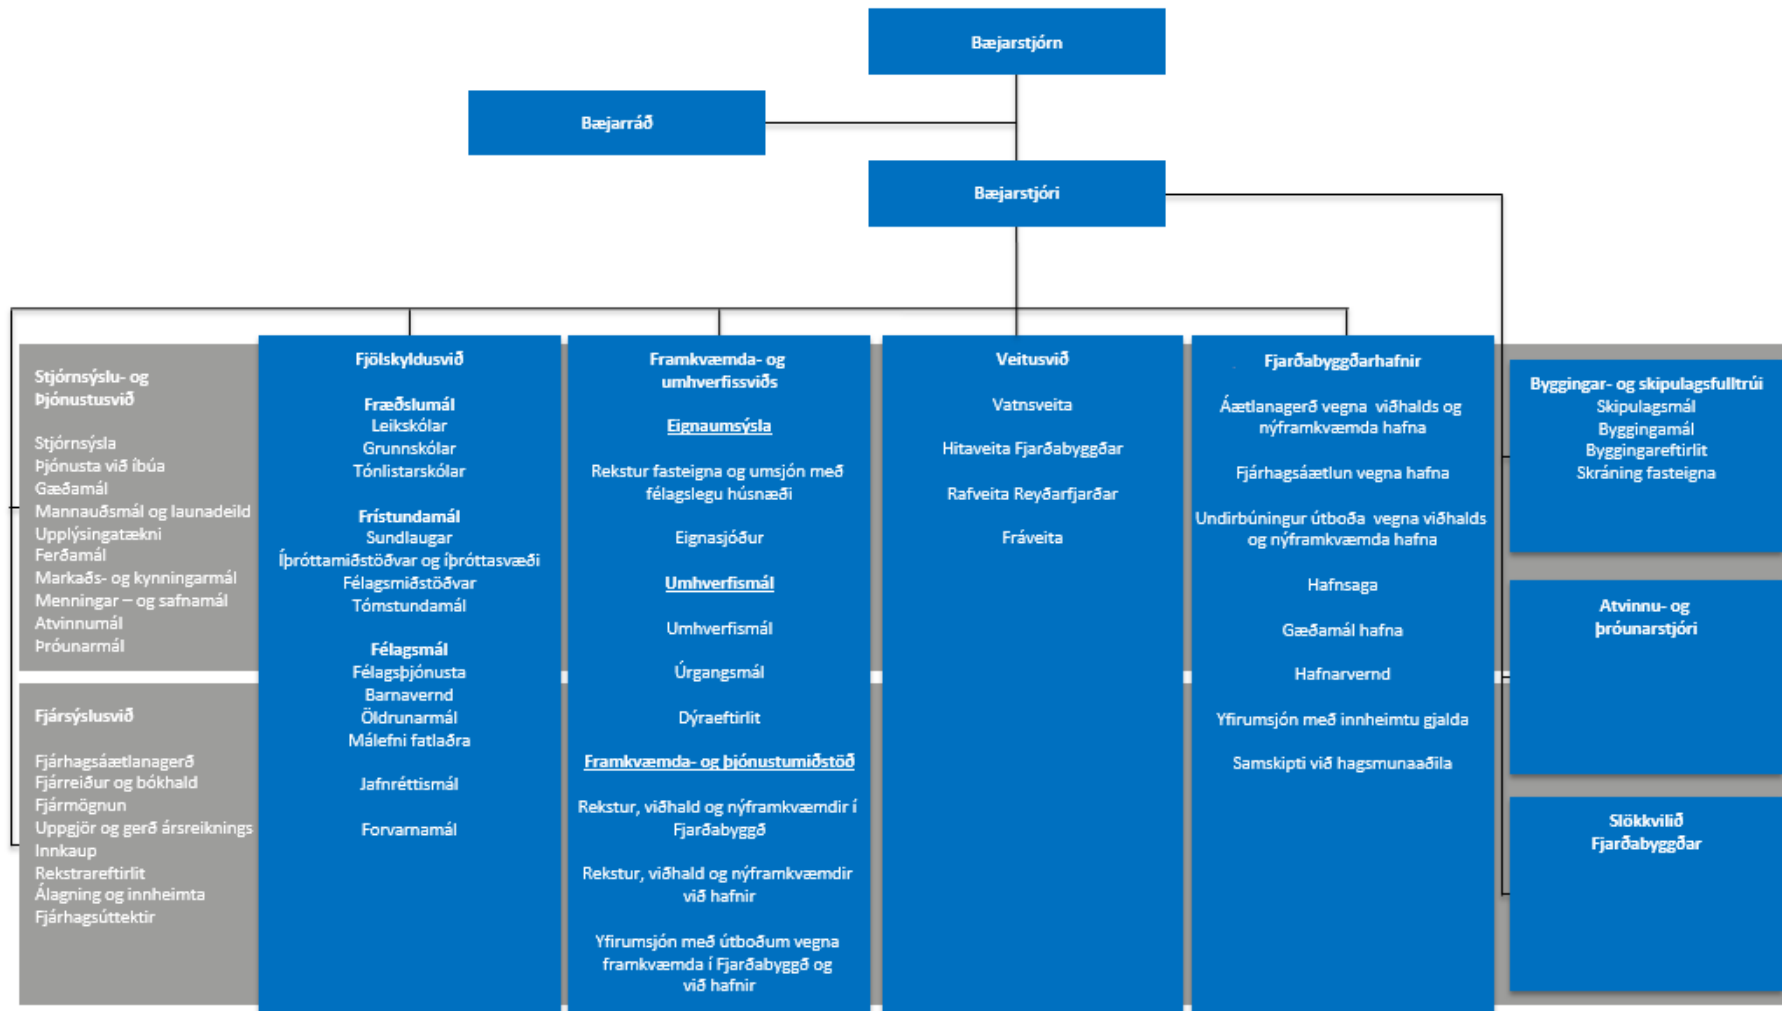 Bæjarstjórn
Bæjarráð
Bæjarstjóri
Stjórnsýslu- og
Þjónustusvið
Stjórnsýsla
Þjónusta við íbúa
Gæðamál
Mannauðsmál og launadeild
Upplýsingatækni
Ferðamál
Markaðs- og kynningarmál
Menningar – og safnamál
Atvinnumál
Þróunarmál
Fjársýslusvið
Fjárhagsáætlanagerð
Fjárreiður og bókhald
Fjármögnun
Uppgjör og gerð ársreiknings
Innkaup
Rekstrareftirlit
Álagning og innheimta
Fjárhagsúttektir
Fjölskyldusvið
Fræðslumál
Leikskólar
Grunnskólar
Tónlistarskólar
Frístundamál
Sundlaugar
Íþróttamiðstöðvar og íþróttasvæði
Félagsmiðstöðvar
Tómstundamál
Félagsmál
Félagsþjónusta
Barnavernd
Öldrunarmál
Málefni fatlaðra
Jafnréttismál
Forvarnamál
Framkvæmda- og
umhverfissviðs
Eignaumsýsla
Rekstur fasteigna og umsjón með
félagslegu húsnæði
Eignasjóður
Umhverfismál
Umhverfismál
Úrgangsmál
Dýraeftirlit
Framkvæmda- og þjónustumiðstöð
Rekstur, viðhald og nýframkvæmdir í
Fjarðabyggð
Rekstur, viðhald og nýframkvæmdir
við hafnir
Yfirumsjón með útboðum vegna
framkvæmda í Fjarðabyggð og
við hafnir
Veitusvið
Vatnsveita
Hitaveita Fjarðabyggðar
Rafveita Reyðarfjarðar
Fráveita
Fjarðabyggðarhafnir
Áætlanagerð vegna viðhalds og
nýframkvæmda hafna
Fjárhagsáætlun vegna hafna
Undirbúningur útboða vegna viðhalds
og nýframkvæmda hafna
Hafnsaga
Gæðamál hafna
Hafnarvernd
Yfirumsjón með innheimtu gjalda
Samskipti við hagsmunaaðila
Byggingar- og skipulagsfulltrúi
Skipulagsmál
Byggingamál
Byggingareftirlit
Skráning fasteigna
Atvinnu- og
þróunarstjóri
Slökkvilið
Fjarðabyggðar